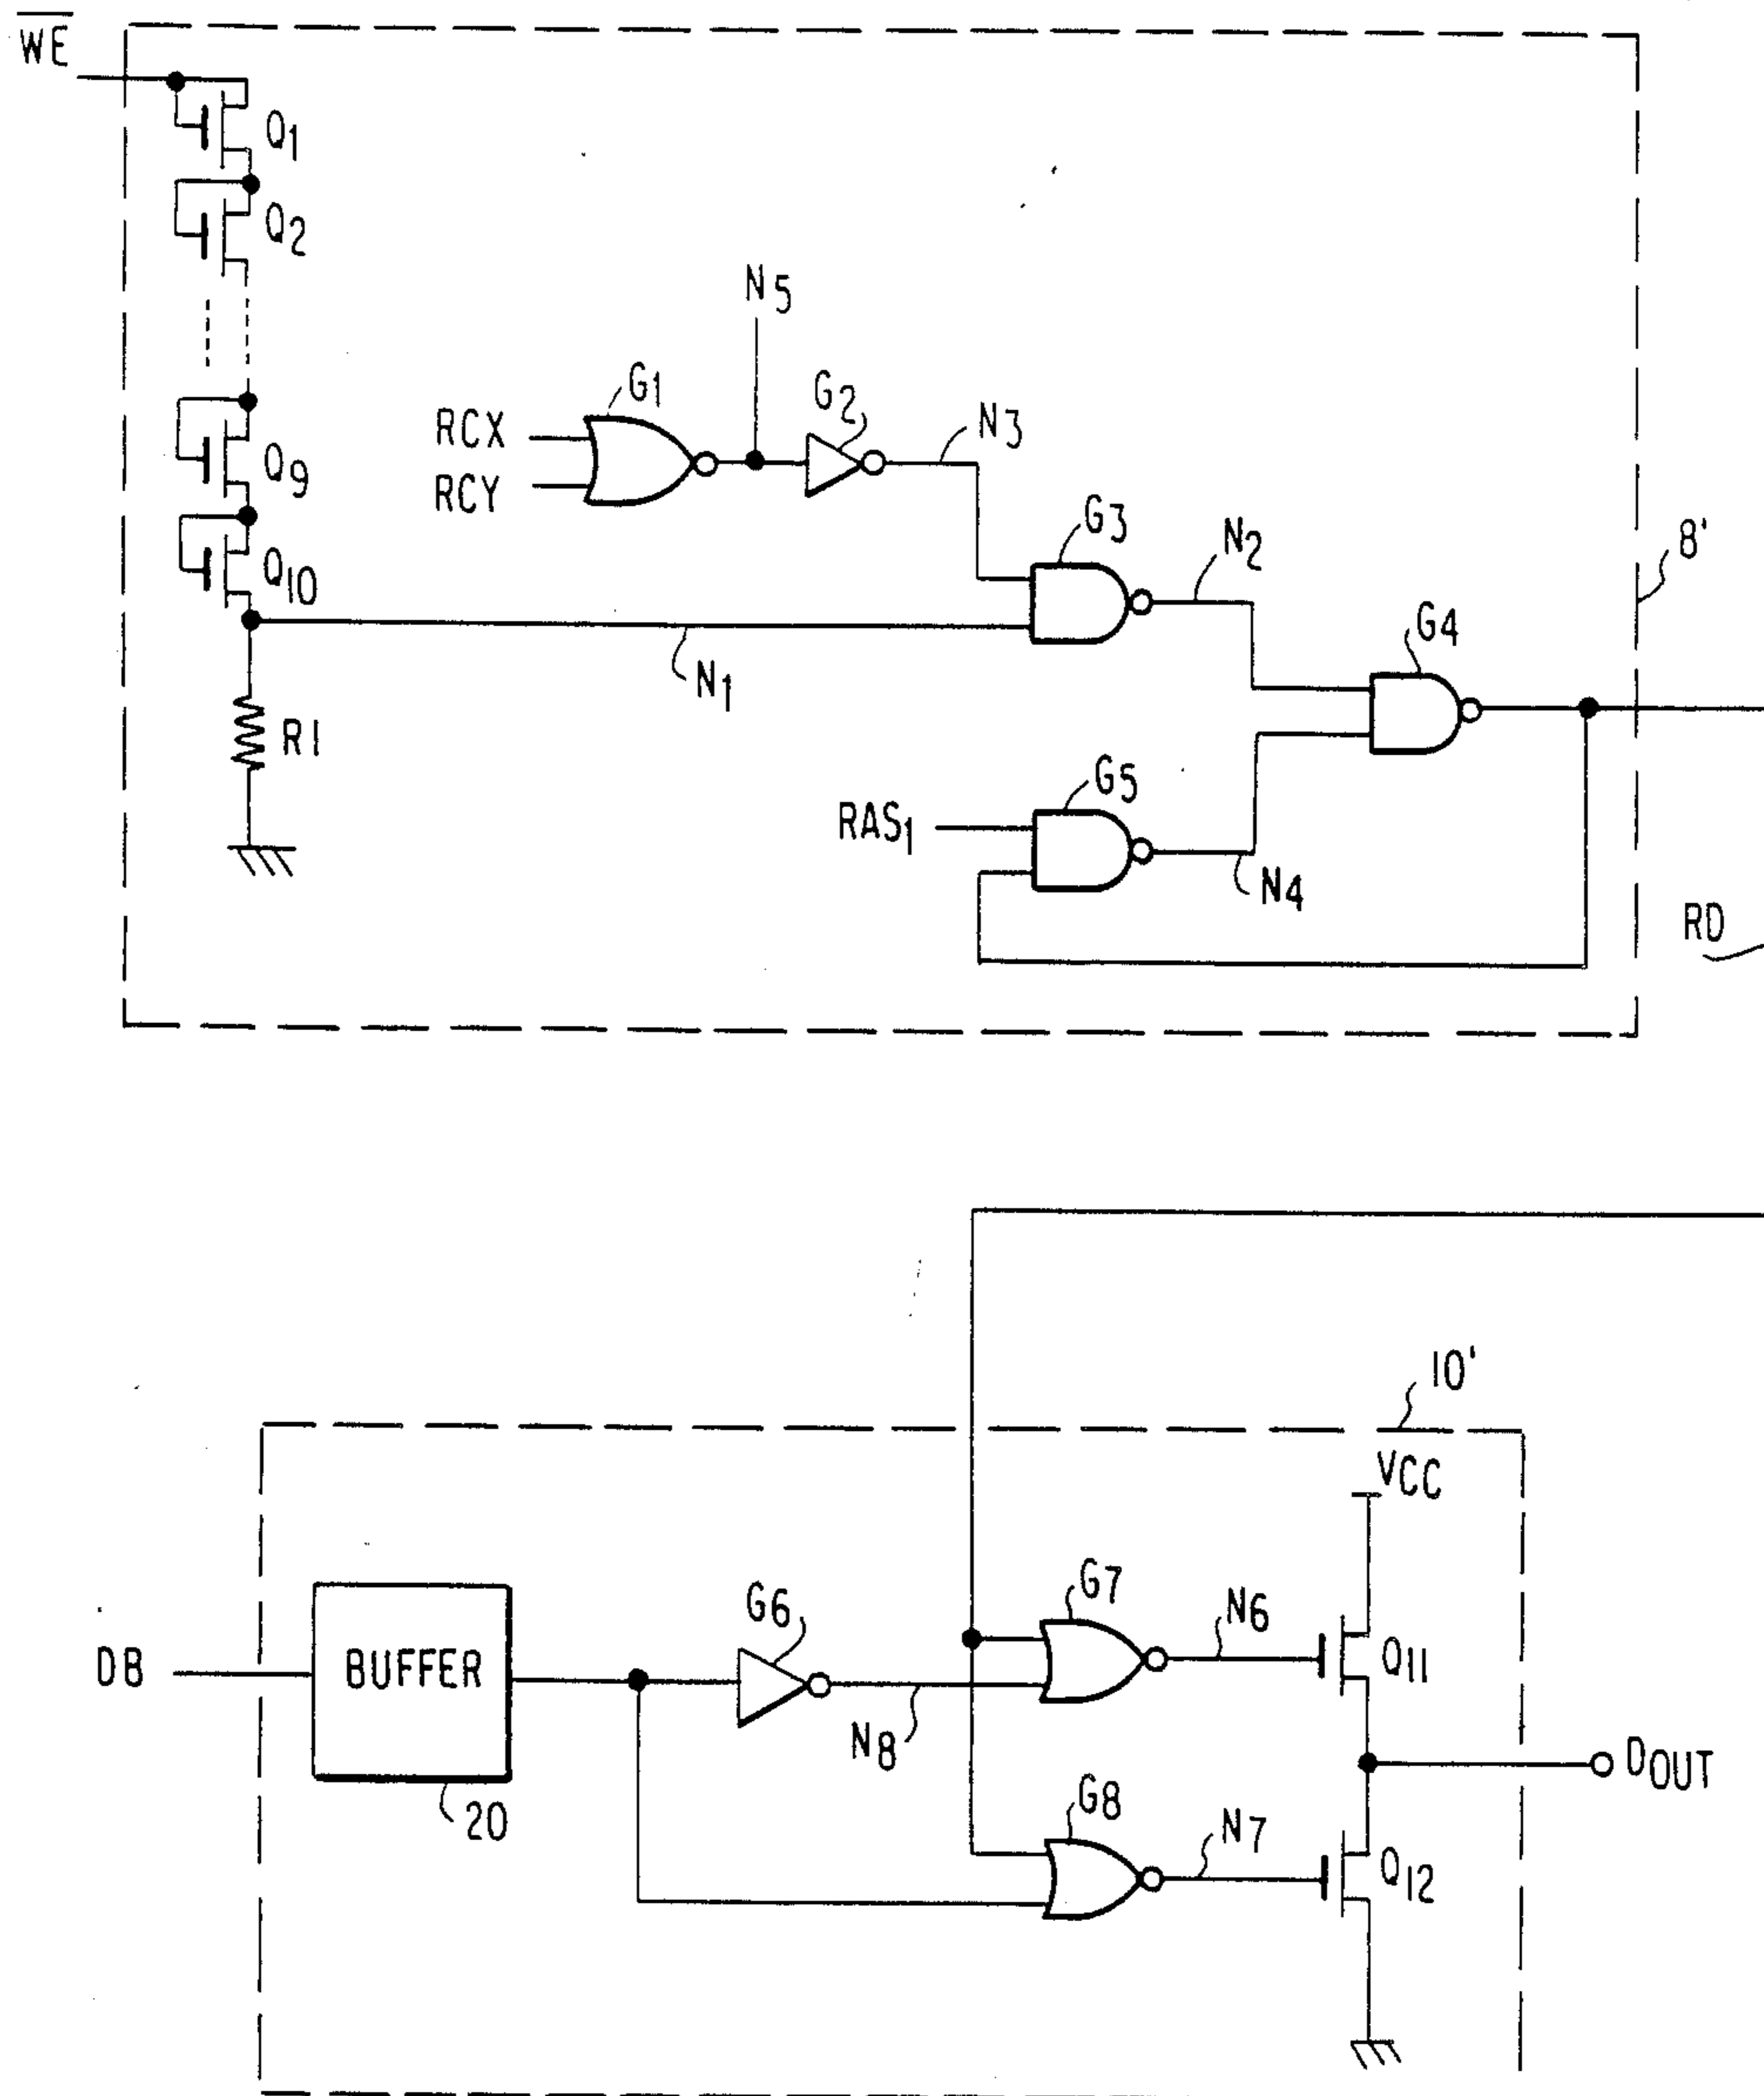 W̅E̅
Q1
Q2
N5
G1
G2
N3
RCX
RCY
Q9
G3
N2
8'
Q10
G4
N1
R1
G5
RAS1
N4
RD
10'
VCC
G6
G7
N6
Q11
DB
BUFFER
N8
DOUT
20
G8
N7
Q12